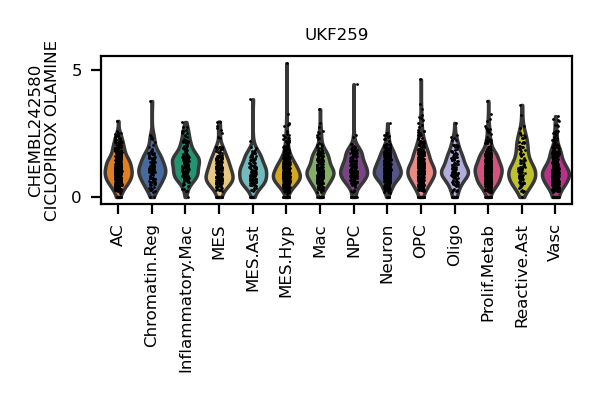 UKF259
CHEMBL242580
CICLOPIROX OLAMINE
5
0
AC
Chromatin.Reg
Inflammatory.Mac
MES
MES.Ast
MES.Hyp
Mac
NPC
Neuron
OPC
Oligo
Prolif.Metab
Reactive.Ast
Vasc